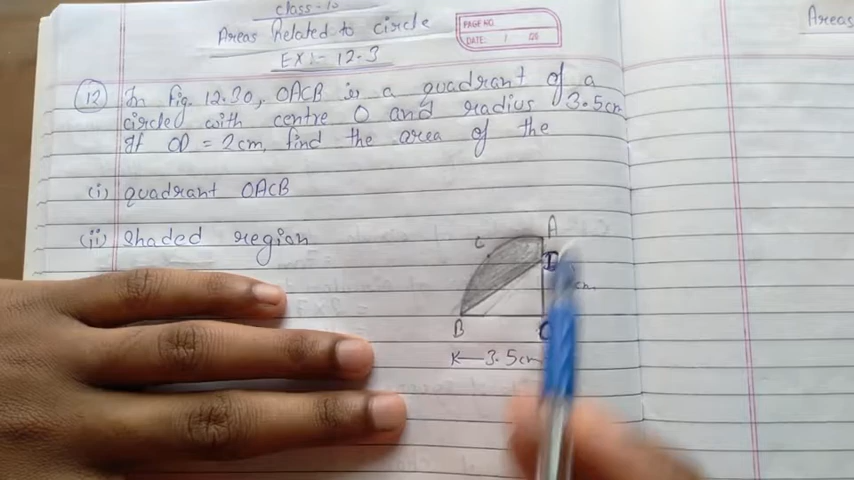 Class-10
Areas Related to circle
EX:- 12.3
PAGE NO.
DATE: / /20
Areas
(12) In Fig. 12.30, OACB is a quadrant of a
circle with centre O and radius 3.5cm
If OD = 2cm, find the area of the
(i) quadrant OACB
(ii) shaded region
A
C
D
cm.
B
O
3.5cm